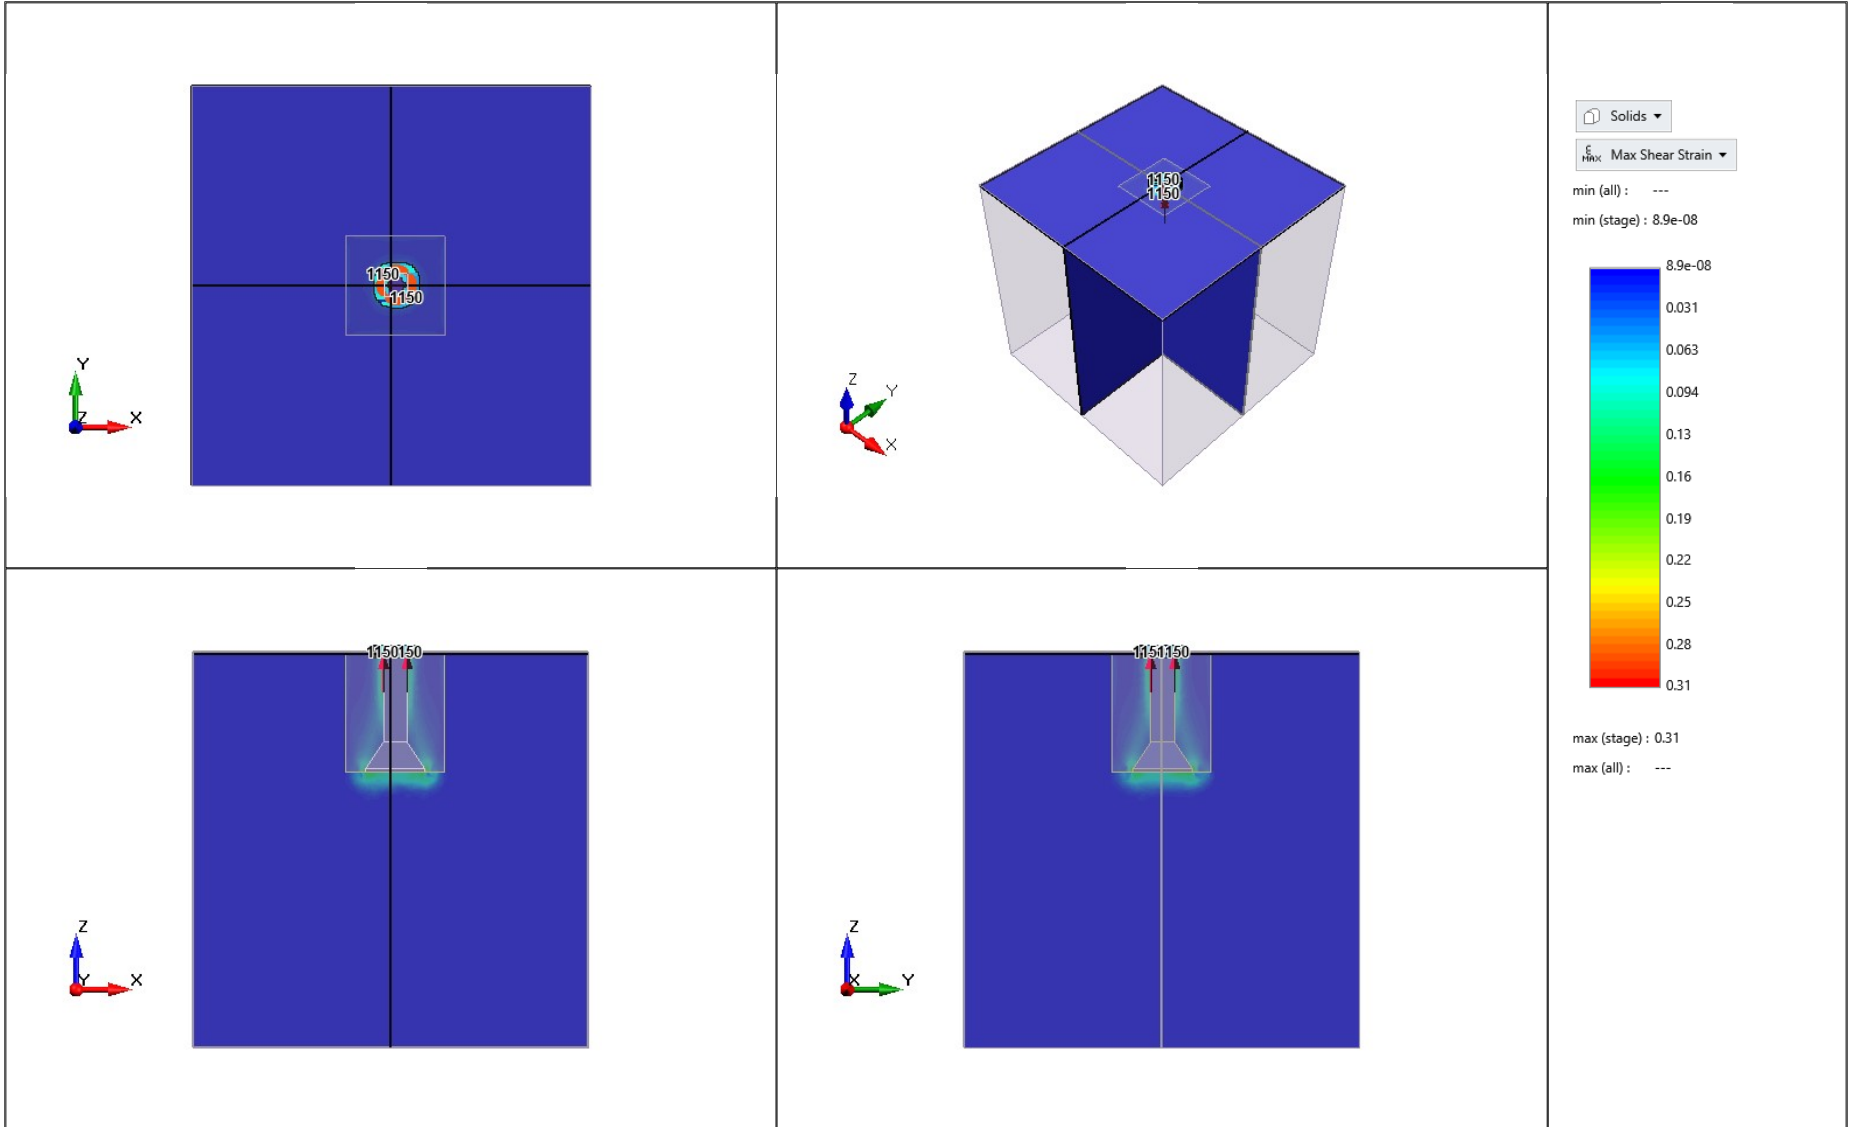 1150
1150
Y
Z
X
1150
1150
Z
Y
X
Solids
ε
MAX
Max Shear Strain
min (all) : ---
min (stage) : 8.9e-08
8.9e-08
0.031
0.063
0.094
0.13
0.16
0.19
0.22
0.25
0.28
0.31
max (stage) : 0.31
max (all) : ---
1150150
Z
Y
X
1151150
Z
X
Y